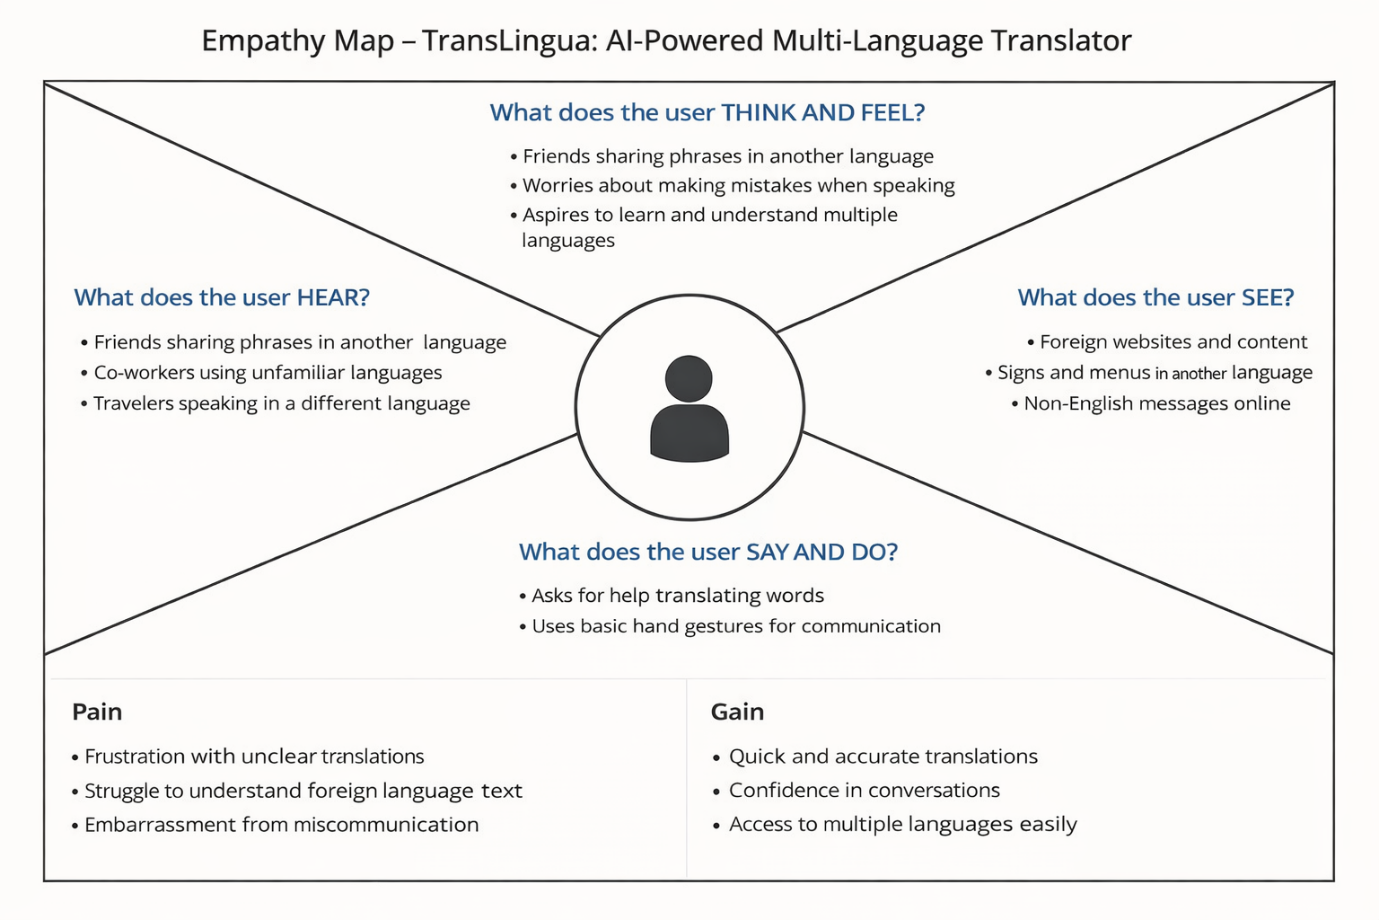 Empathy Map – TransLingua: AI-Powered Multi-Language Translator
What does the user THINK AND FEEL?
• Friends sharing phrases in another language
• Worries about making mistakes when speaking
• Aspires to learn and understand multiple
languages
What does the user HEAR?
• Friends sharing phrases in another language
• Co-workers using unfamiliar languages
• Travelers speaking in a different language
What does the user SEE?
• Foreign websites and content
• Signs and menus in another language
• Non-English messages online
What does the user SAY AND DO?
• Asks for help translating words
• Uses basic hand gestures for communication
Pain
• Frustration with unclear translations
• Struggle to understand foreign language text
• Embarrassment from miscommunication
Gain
• Quick and accurate translations
• Confidence in conversations
• Access to multiple languages easily